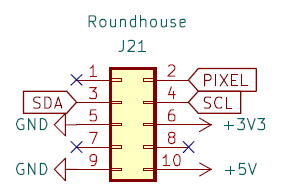 Roundhouse
J21
1 2 PIXEL
SDA 3 4 SCL
GND 5 6 +3V3
7 8
GND 9 10 +5V